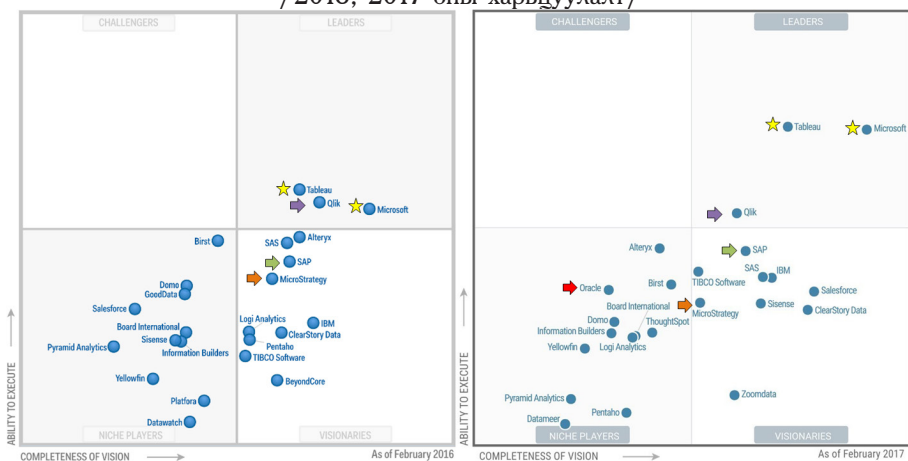 /2016, 2017 оны харьцуулалт/
CHALLENGERS
LEADERS
Tableau
Qlik
Microsoft
Birst
Alteryx
SAS
SAP
MicroStrategy
Domo
GoodData
Salesforce
Board International
Sisense
Information Builders
Pyramid Analytics
Logi Analytics
IBM
ClearStory Data
Pentaho
TIBCO Software
Yellowfin
BeyondCore
Platfora
Datawatch
NICHE PLAYERS
VISIONARIES
ABILITY TO EXECUTE
COMPLETENESS OF VISION
As of February 2016
CHALLENGERS
LEADERS
Tableau
Microsoft
Qlik
Alteryx
SAP
SAS
IBM
TIBCO Software
Birst
Oracle
Salesforce
Board International
MicroStrategy
Sisense
ClearStory Data
Domo
ThoughtSpot
Information Builders
Logi Analytics
Yellowfin
Zoomdata
Pyramid Analytics
Pentaho
Datameer
NICHE PLAYERS
VISIONARIES
ABILITY TO EXECUTE
COMPLETENESS OF VISION
As of February 2017